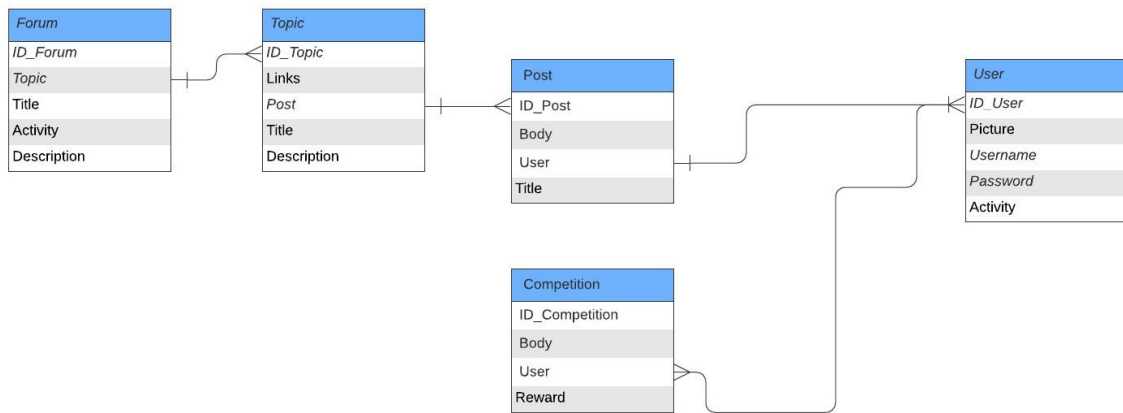 Forum
ID_Forum
Topic
Title
Activity
Description
Topic
ID_Topic
Links
Post
Title
Description
Post
ID_Post
Body
User
Title
User
ID_User
Picture
Username
Password
Activity
Competition
ID_Competition
Body
User
Reward